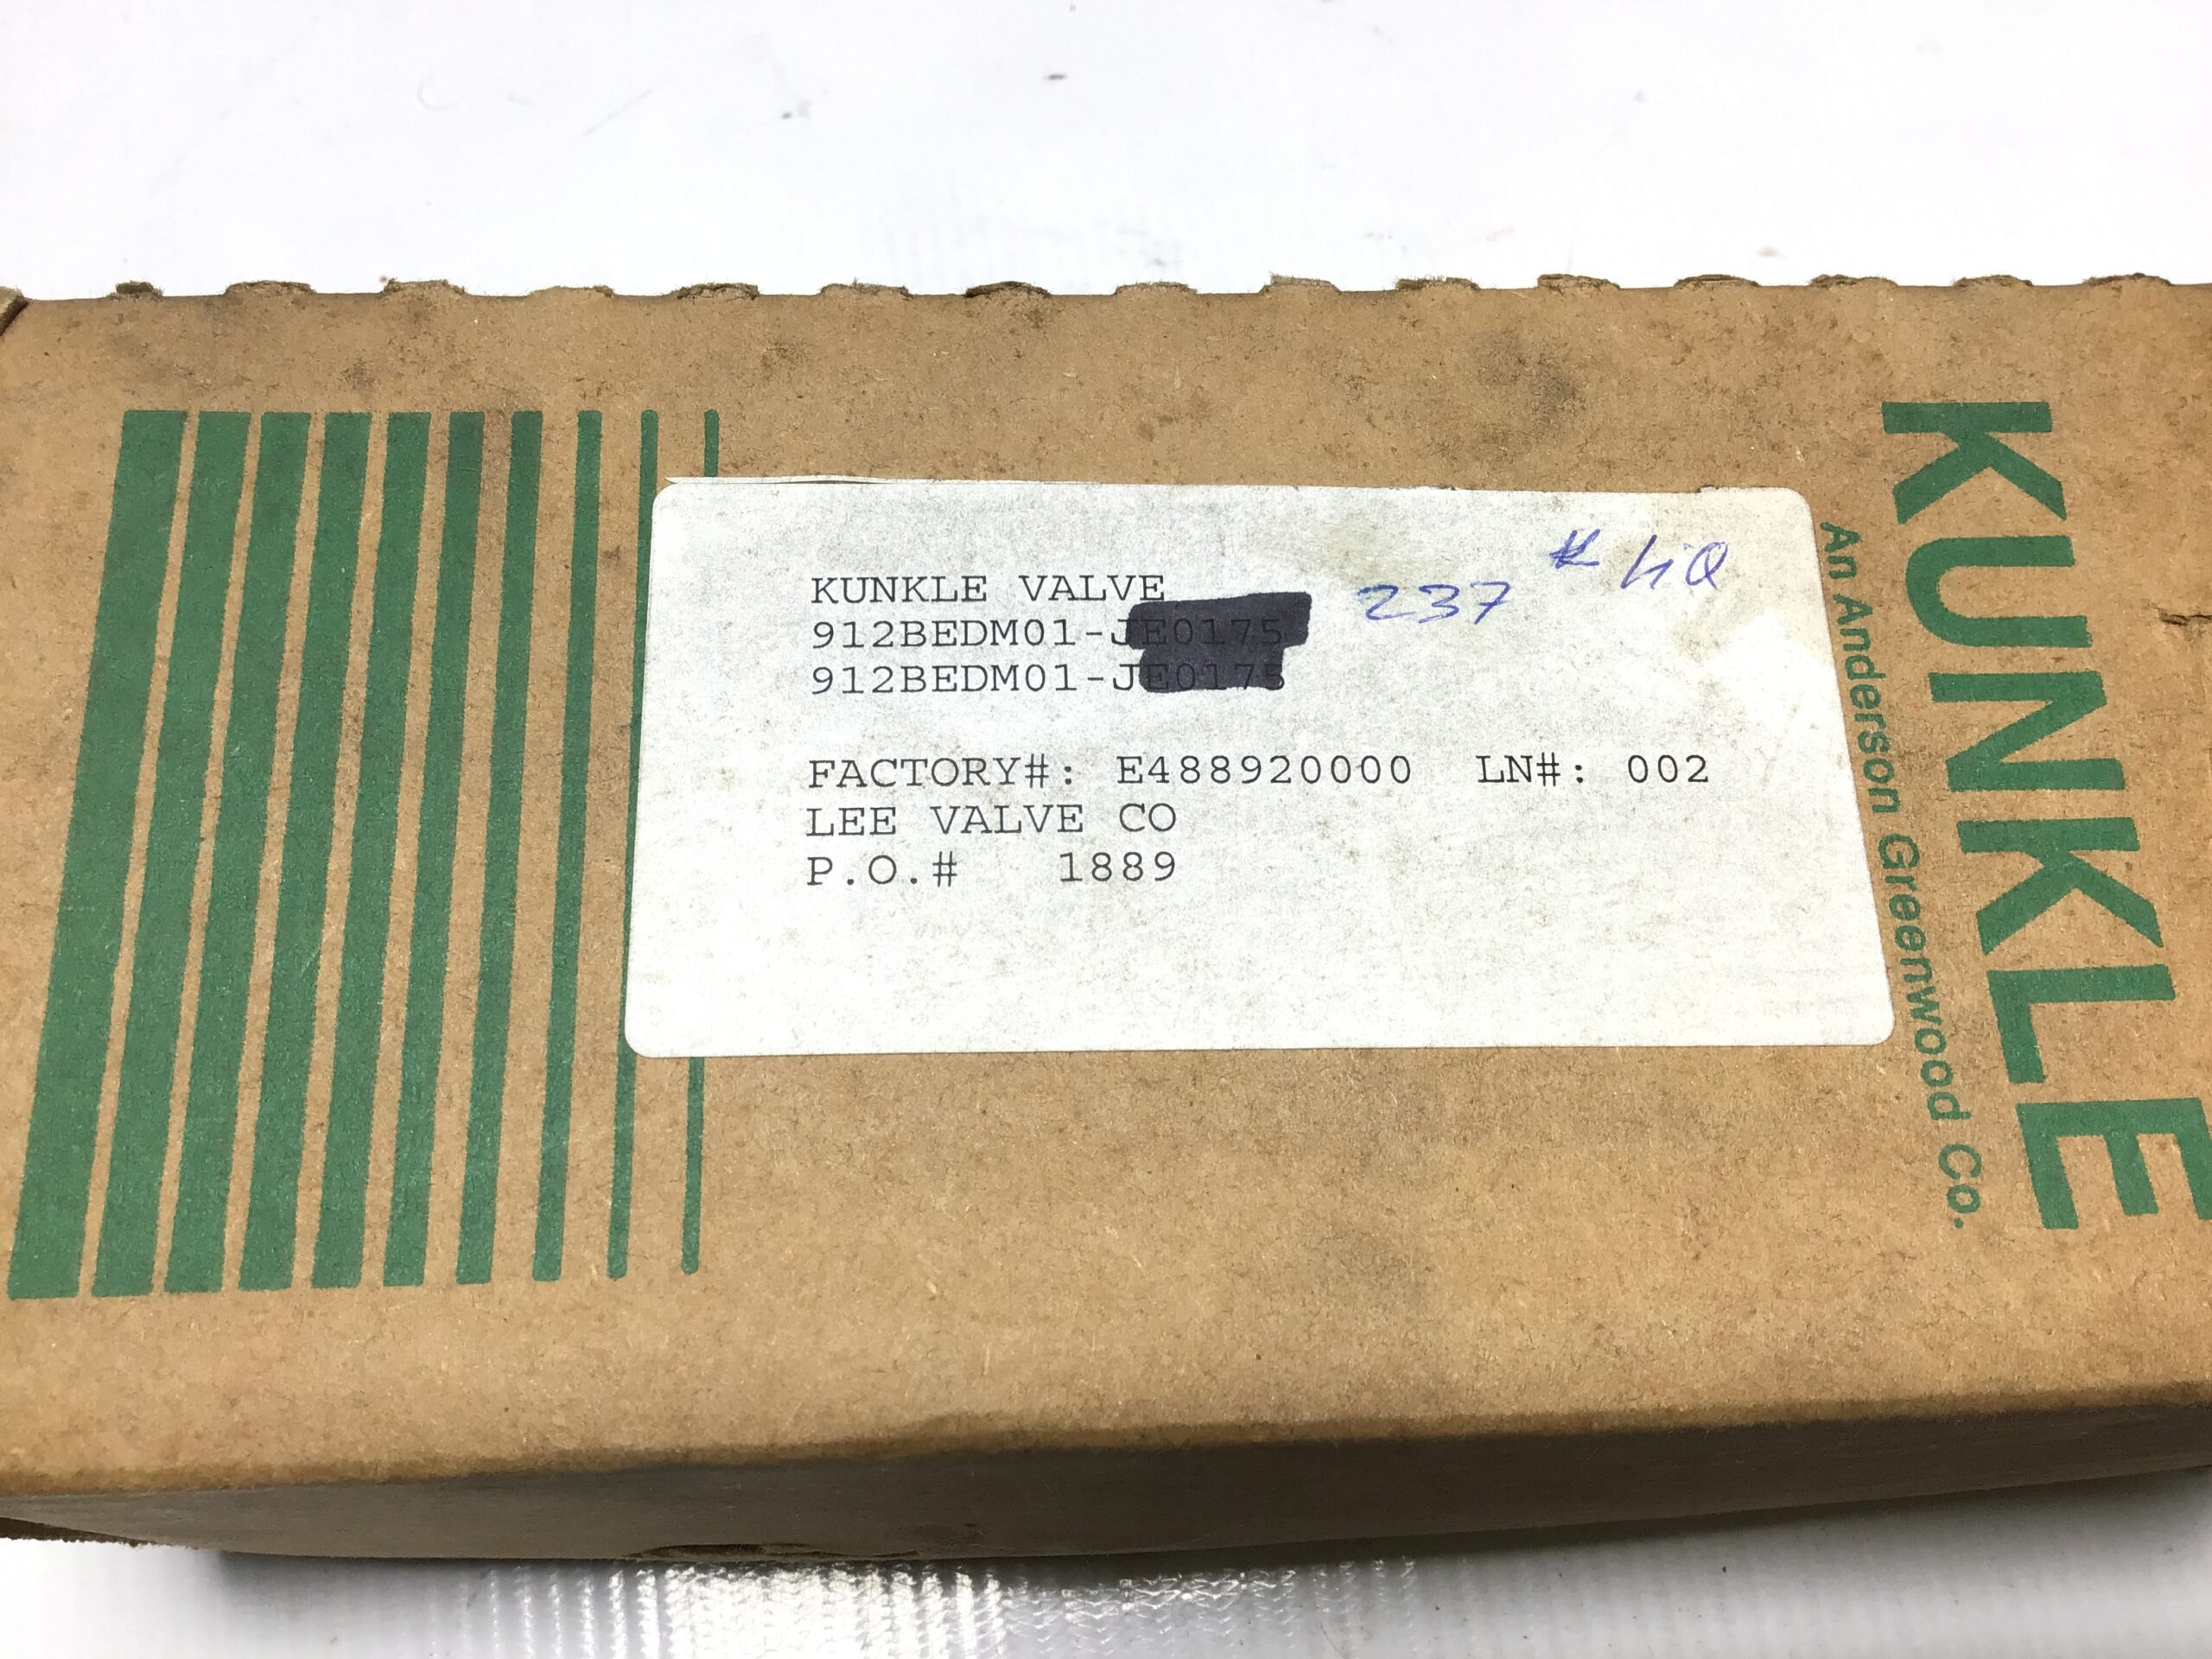 KUNKLE VALVE
912BEDM01-JE0175
912BEDM01-JE0175
237 # LIQ
FACTORY#: E488920000 LN#: 002
LEE VALVE CO
P.O.# 1889
KUNKLE
An Anderson Greenwood Co.